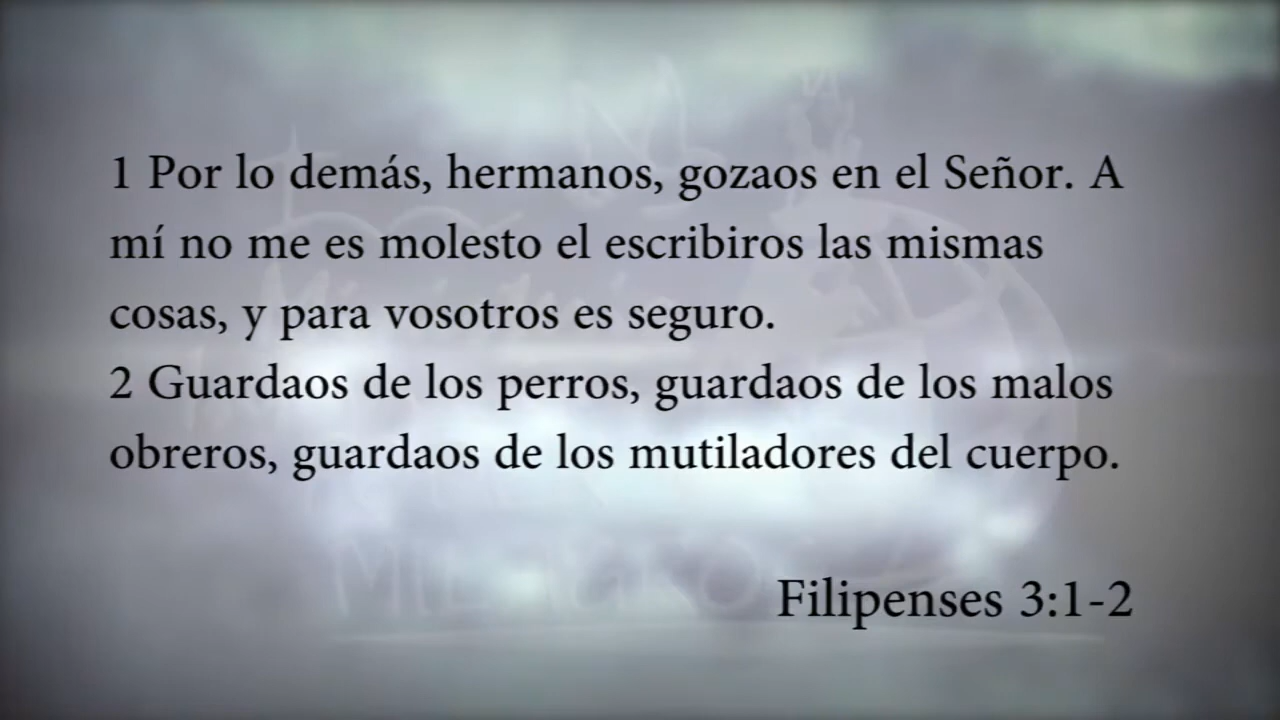 1 Por lo demás, hermanos, gozaos en el Señor. A
mí no me es molesto el escribiros las mismas
cosas, y para vosotros es seguro.
2 Guardaos de los perros, guardaos de los malos
obreros, guardaos de los mutiladores del cuerpo.
Filipenses 3:1-2